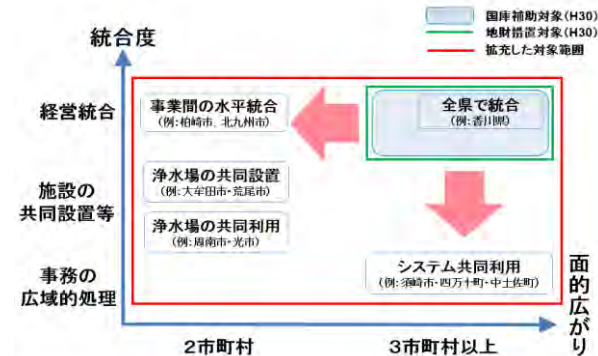 国庫補助対象(H30)
地財措置対象(H30)
拡充した対象範囲
統合度
経営統合
事業間の水平統合
(例:柏崎市、北九州市)
全県で統合
(例:香川県)
施設の
共同設置等
浄水場の共同設置
(例:大牟田市・荒尾市)
浄水場の共同利用
(例:周南市・光市)
事務の
広域的処理
システム共同利用
(例:須崎市・四万十町・中土佐町)
面的広がり
2市町村
3市町村以上